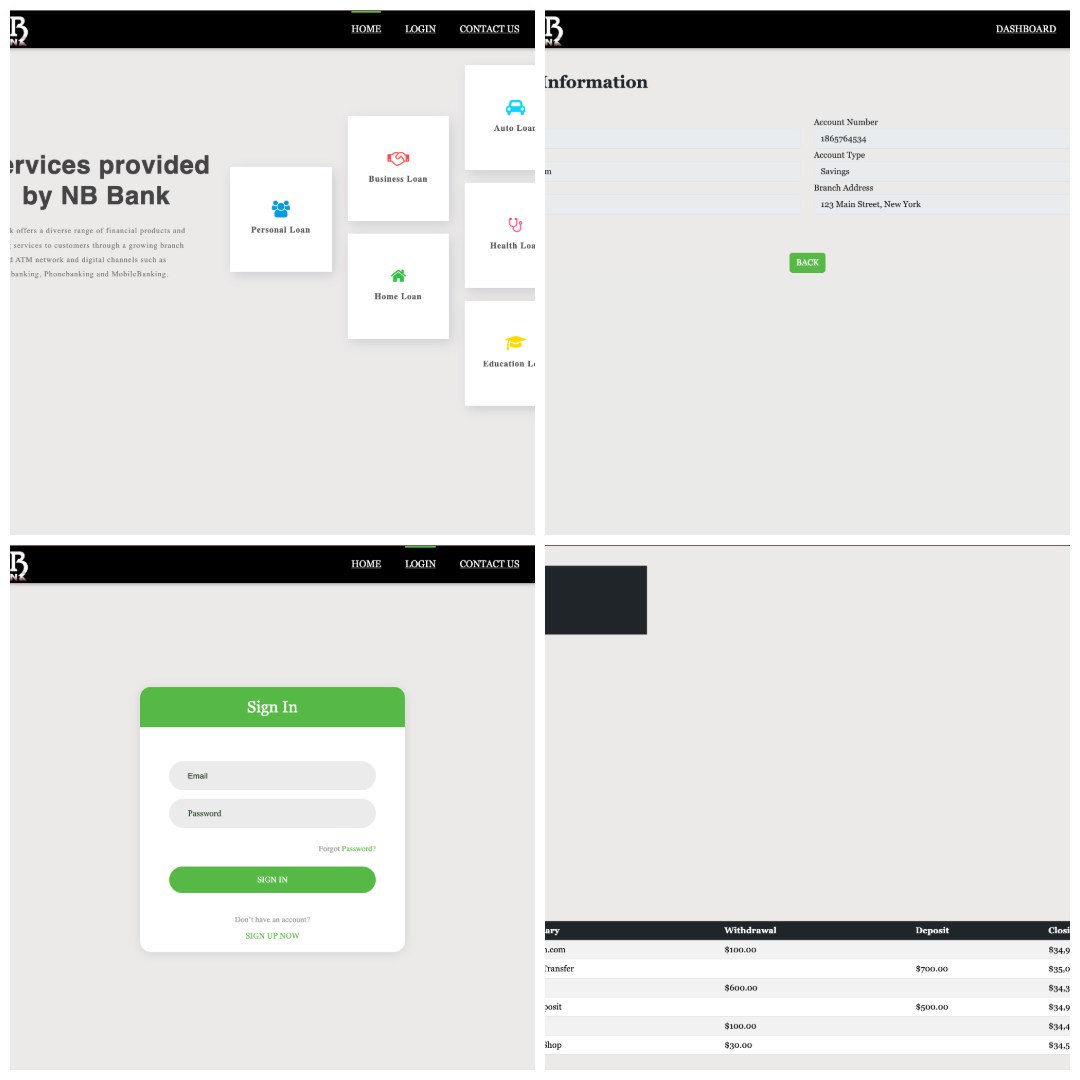 HOME LOGIN CONTACT US
ervices provided
by NB Bank
k offers a diverse range of financial products and
services to customers through a growing branch
ATM network and digital channels such as
banking, Phonebanking and MobileBanking.
Personal Loan
Business Loan
Home Loan
Auto Loan
Health Loa
Education L
DASHBOARD
Information
Account Number
1865764534
Account Type
m
Savings
Branch Address
123 Main Street, New York
BACK
HOME LOGIN CONTACT US
Sign In
Email
Password
Forgot Password?
SIGN IN
Don't have an account?
SIGN UP NOW
ary Withdrawal Deposit Closi
.com $100.00 $34,9
Transfer $700.00 $35,0
$600.00 $34,3
posit $500.00 $34,9
$100.00 $34,4
Shop $30.00 $34,5